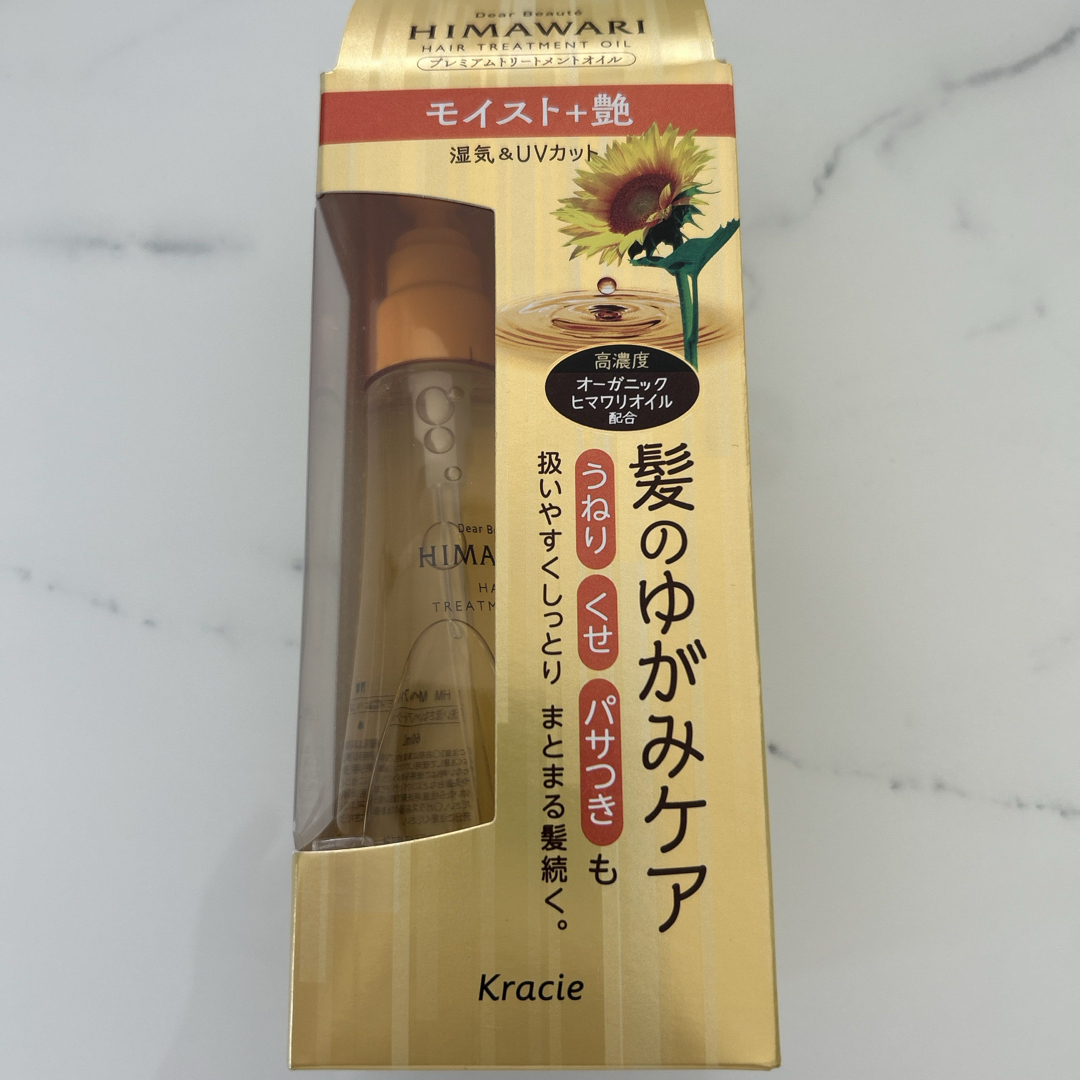 Dear Beauté
HIMAWARI
HAIR TREATMENT OIL
プレミアムトリートメントオイル
モイスト+艶
湿気&UVカット
高濃度
オーガニック
ヒマワリオイル
配合
髪のゆがみケア
うねり くせ パサつきも
扱いやすくしっとり まとまる髪続く。
Dear B
HIMA
HA
TREATM
60mL
Kracie